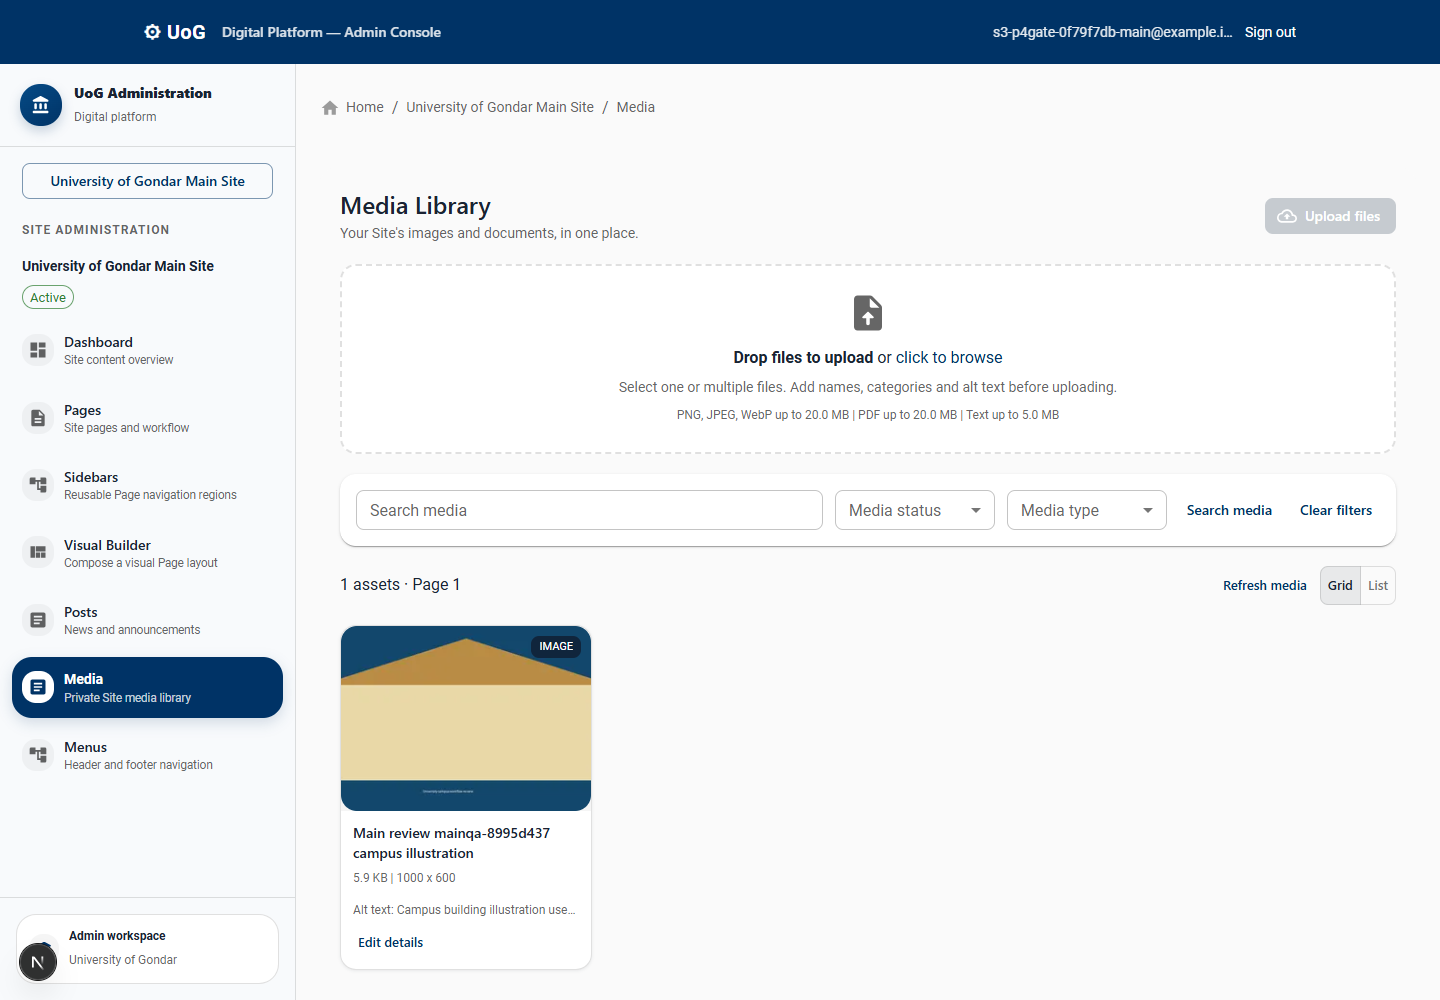 UoG Digital Platform — Admin Console
s3-p4gate-0f79f7db-main@example.i... Sign out
UoG Administration
Digital platform
University of Gondar Main Site
SITE ADMINISTRATION
University of Gondar Main Site
Active
Dashboard
Site content overview
Pages
Site pages and workflow
Sidebars
Reusable Page navigation regions
Visual Builder
Compose a visual Page layout
Posts
News and announcements
Media
Private Site media library
Menus
Header and footer navigation
Admin workspace
University of Gondar
N
Home / University of Gondar Main Site / Media
Media Library
Your Site's images and documents, in one place.
Upload files
Drop files to upload or click to browse
Select one or multiple files. Add names, categories and alt text before uploading.
PNG, JPEG, WebP up to 20.0 MB | PDF up to 20.0 MB | Text up to 5.0 MB
Search media
Media status
Media type
Search media
Clear filters
1 assets · Page 1
Refresh media
Grid
List
IMAGE
Main review mainqa-8995d437
campus illustration
5.9 KB | 1000 x 600
Alt text: Campus building illustration use...
Edit details